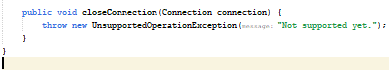 public void closeConnection(Connection connection) {
throw new UnsupportedOperationException(message: "Not supported yet.");
}
}